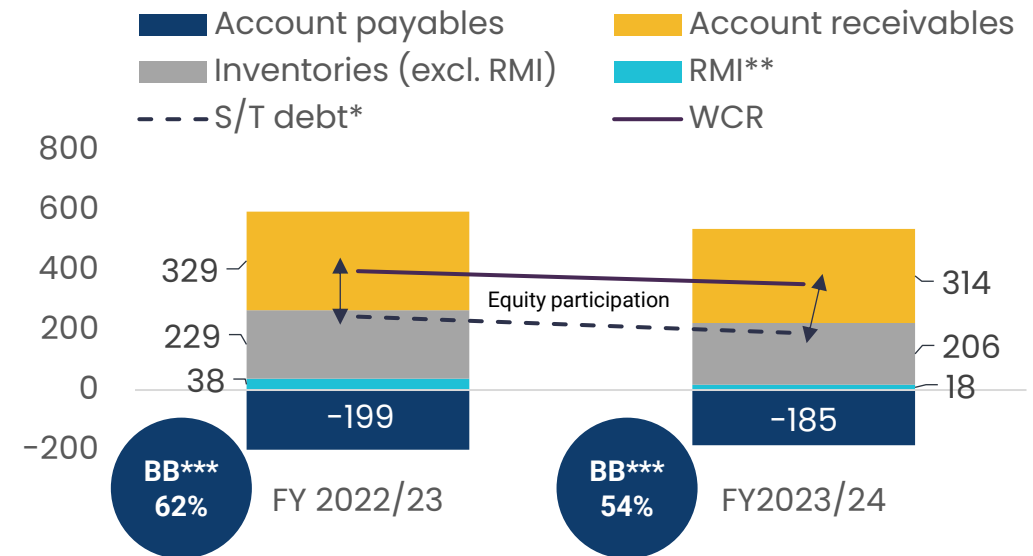 Account payables
Account receivables
Inventories (excl. RMI)
RMI**
S/T debt*
WCR
800
600
400
200
0
-200
329
229
38
-199
Equity participation
314
206
18
-185
BB***
62%
FY 2022/23
BB***
54%
FY2023/24